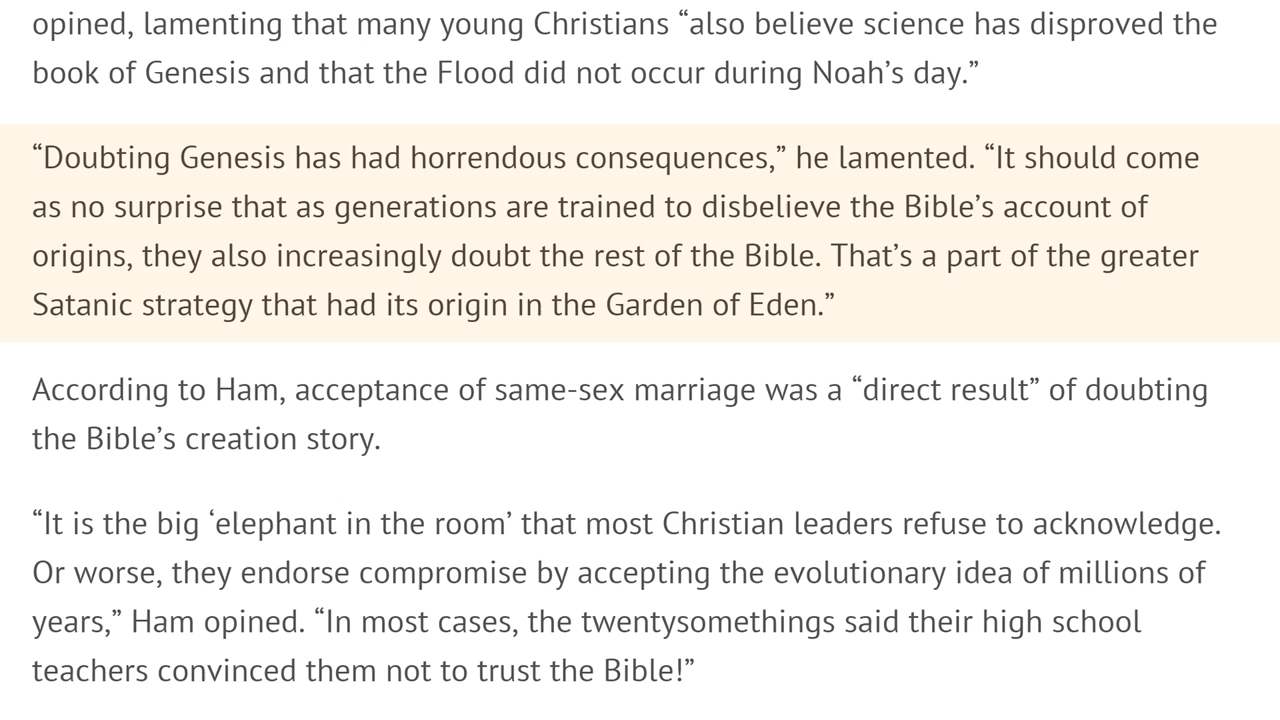 opined, lamenting that many young Christians “also believe science has disproved the
book of Genesis and that the Flood did not occur during Noah’s day.”
“Doubting Genesis has had horrendous consequences,” he lamented. “It should come
as no surprise that as generations are trained to disbelieve the Bible’s account of
origins, they also increasingly doubt the rest of the Bible. That’s a part of the greater
Satanic strategy that had its origin in the Garden of Eden.”
According to Ham, acceptance of same-sex marriage was a “direct result” of doubting
the Bible’s creation story.
“It is the big ‘elephant in the room’ that most Christian leaders refuse to acknowledge.
Or worse, they endorse compromise by accepting the evolutionary idea of millions of
years,” Ham opined. “In most cases, the twentysomethings said their high school
teachers convinced them not to trust the Bible!”